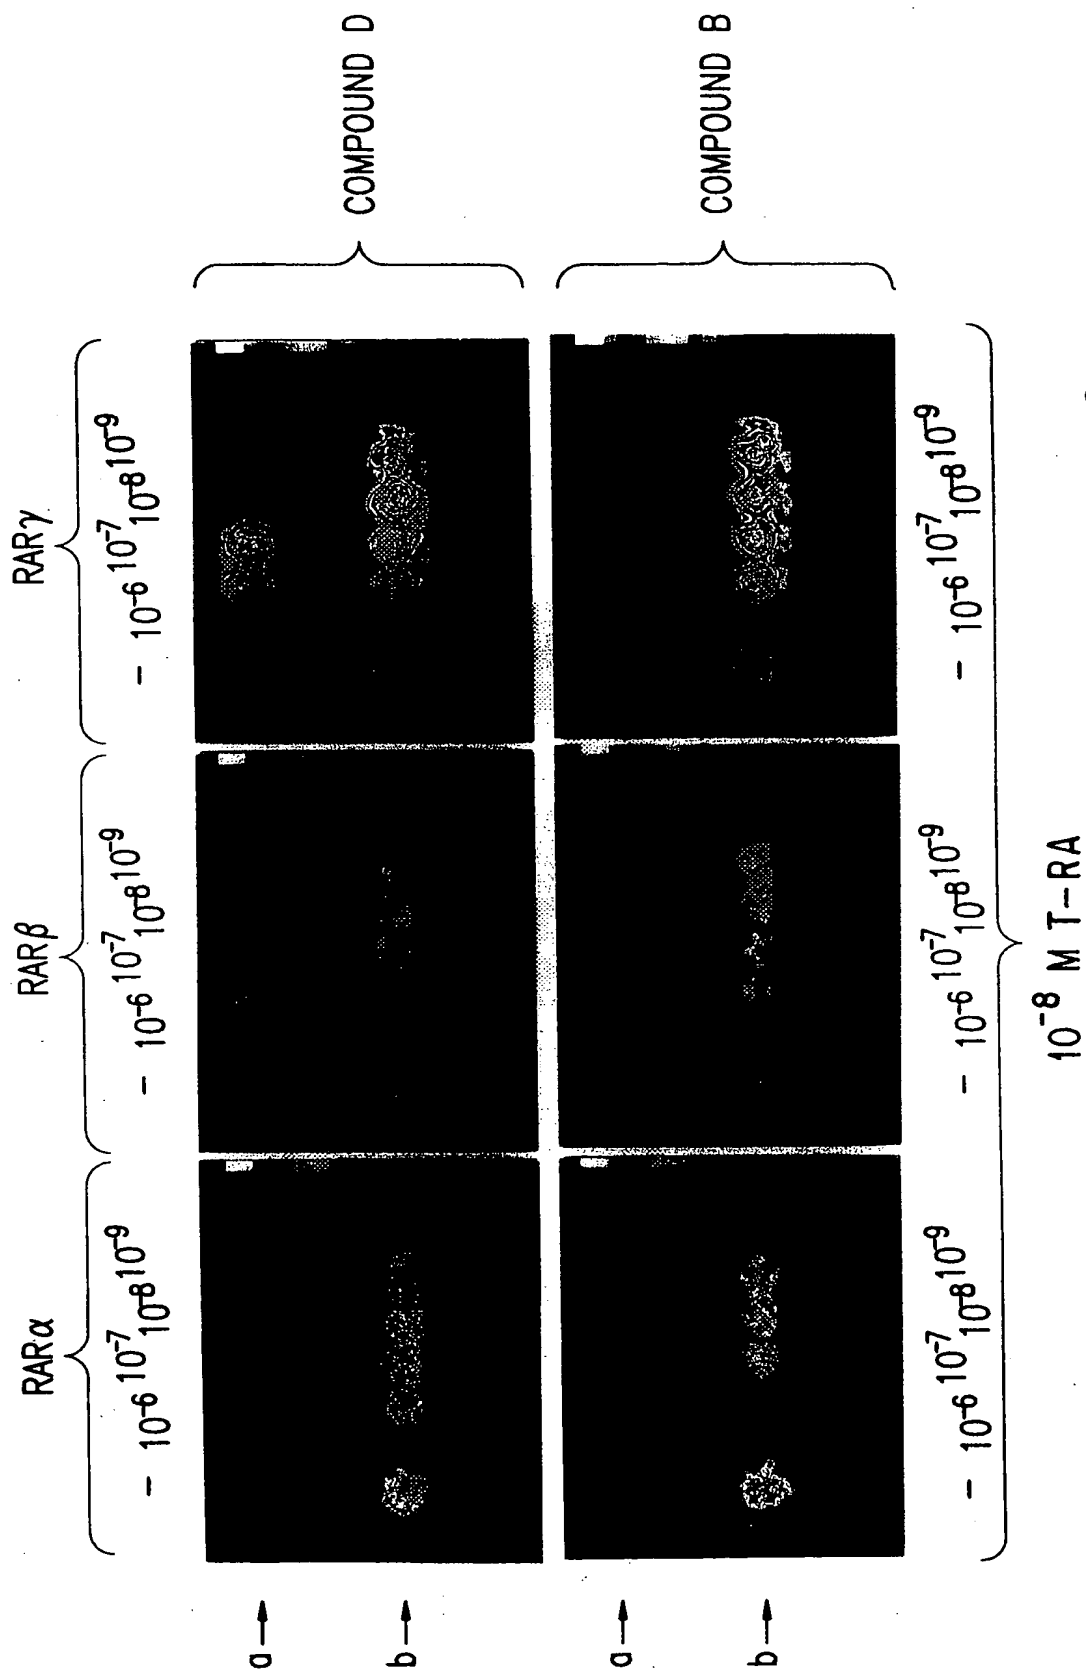 RARα RARβ RARγ
– 10⁻⁶ 10⁻⁷ 10⁻⁸ 10⁻⁹ – 10⁻⁶ 10⁻⁷ 10⁻⁸ 10⁻⁹ – 10⁻⁶ 10⁻⁷ 10⁻⁸ 10⁻⁹
a
b
COMPOUND D
a
b
COMPOUND B
– 10⁻⁶ 10⁻⁷ 10⁻⁸ 10⁻⁹ – 10⁻⁶ 10⁻⁷ 10⁻⁸ 10⁻⁹ – 10⁻⁶ 10⁻⁷ 10⁻⁸ 10⁻⁹
10⁻⁸ M T-RA